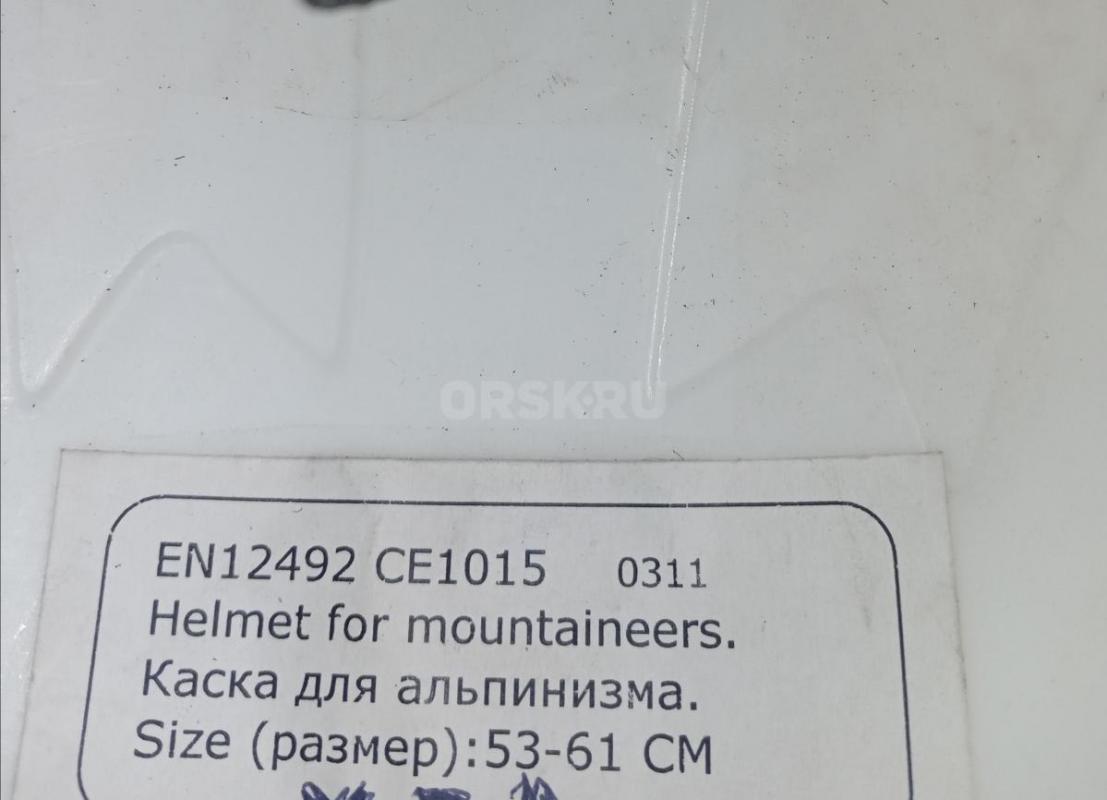 ORSK.RU
EN12492 CE1015 0311
Helmet for mountaineers.
Каска для альпинизма.
Size (размер):53-61 CM